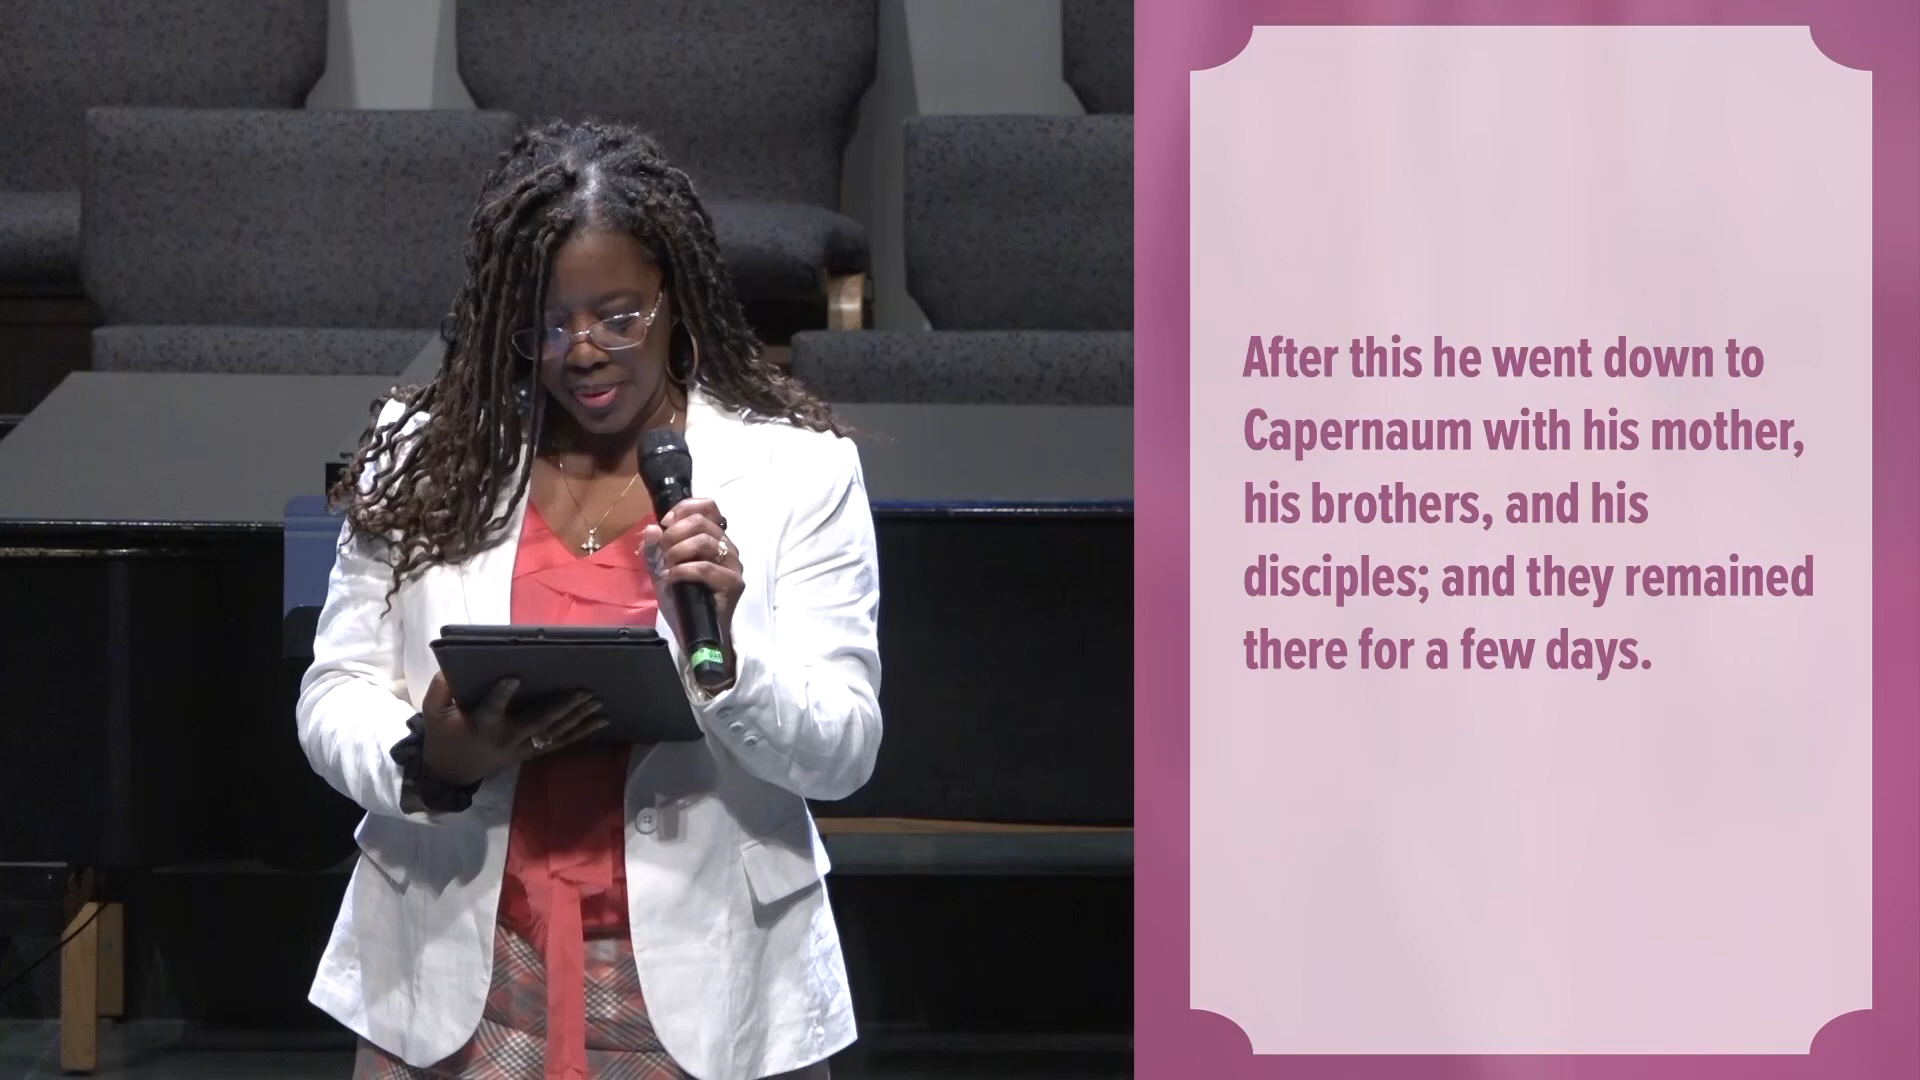 After this he went down to
Capernaum with his mother,
his brothers, and his
disciples; and they remained
there for a few days.